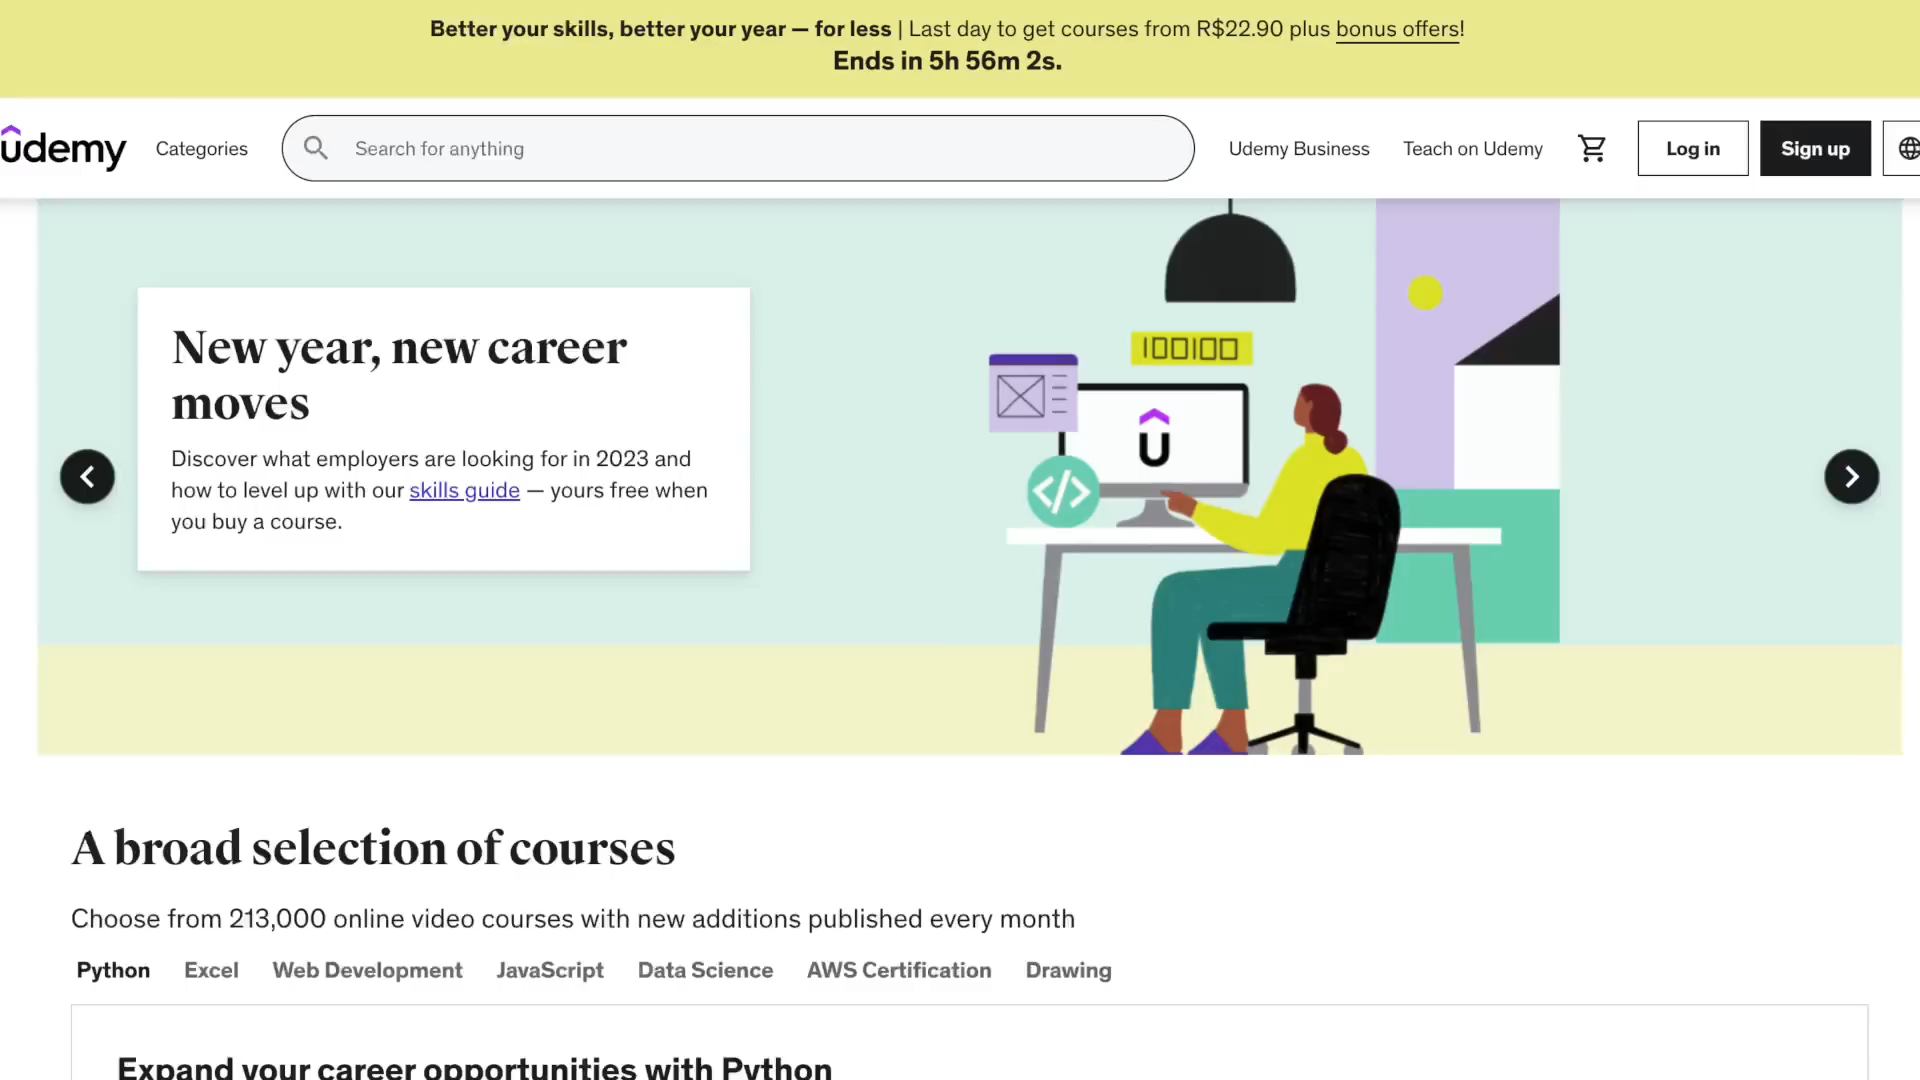 Better your skills, better your year — for less | Last day to get courses from R$22.90 plus bonus offers!
Ends in 5h 56m 2s.
udemy
Categories
Search for anything
Udemy Business
Teach on Udemy
Log in
Sign up
New year, new career
moves
Discover what employers are looking for in 2023 and
how to level up with our skills guide — yours free when
you buy a course.
100100
</>
U
A broad selection of courses
Choose from 213,000 online video courses with new additions published every month
Python
Excel
Web Development
JavaScript
Data Science
AWS Certification
Drawing
Expand your career opportunities with Python